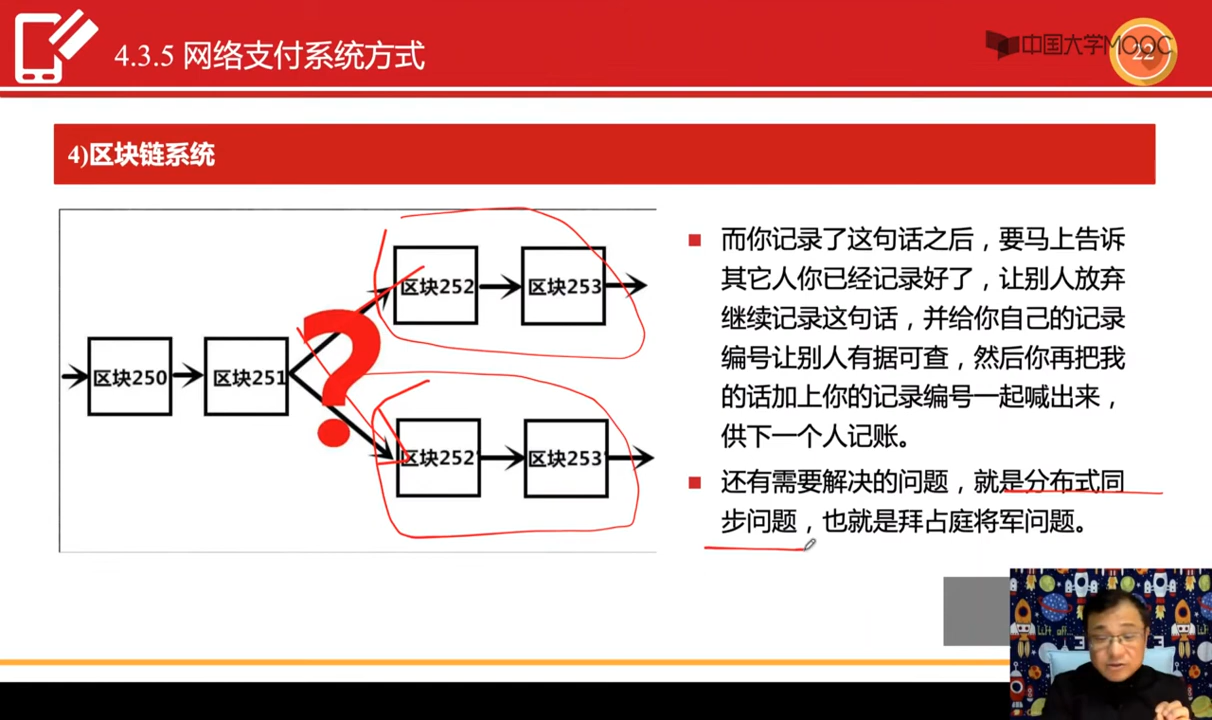 4.3.5 网络支付系统方式
中国大学MOOC
22
4)区块链系统
区块252
区块253
区块250
区块251
?
区块252'
区块253'
而你记录了这句话之后，要马上告诉
其它人你已经记录好了，让别人放弃
继续记录这句话，并给你自己的记录
编号让别人有据可查，然后你再把我
的话加上你的记录编号一起喊出来，
供下一个人记账。
还有需要解决的问题，就是分布式同
步问题，也就是拜占庭将军问题。